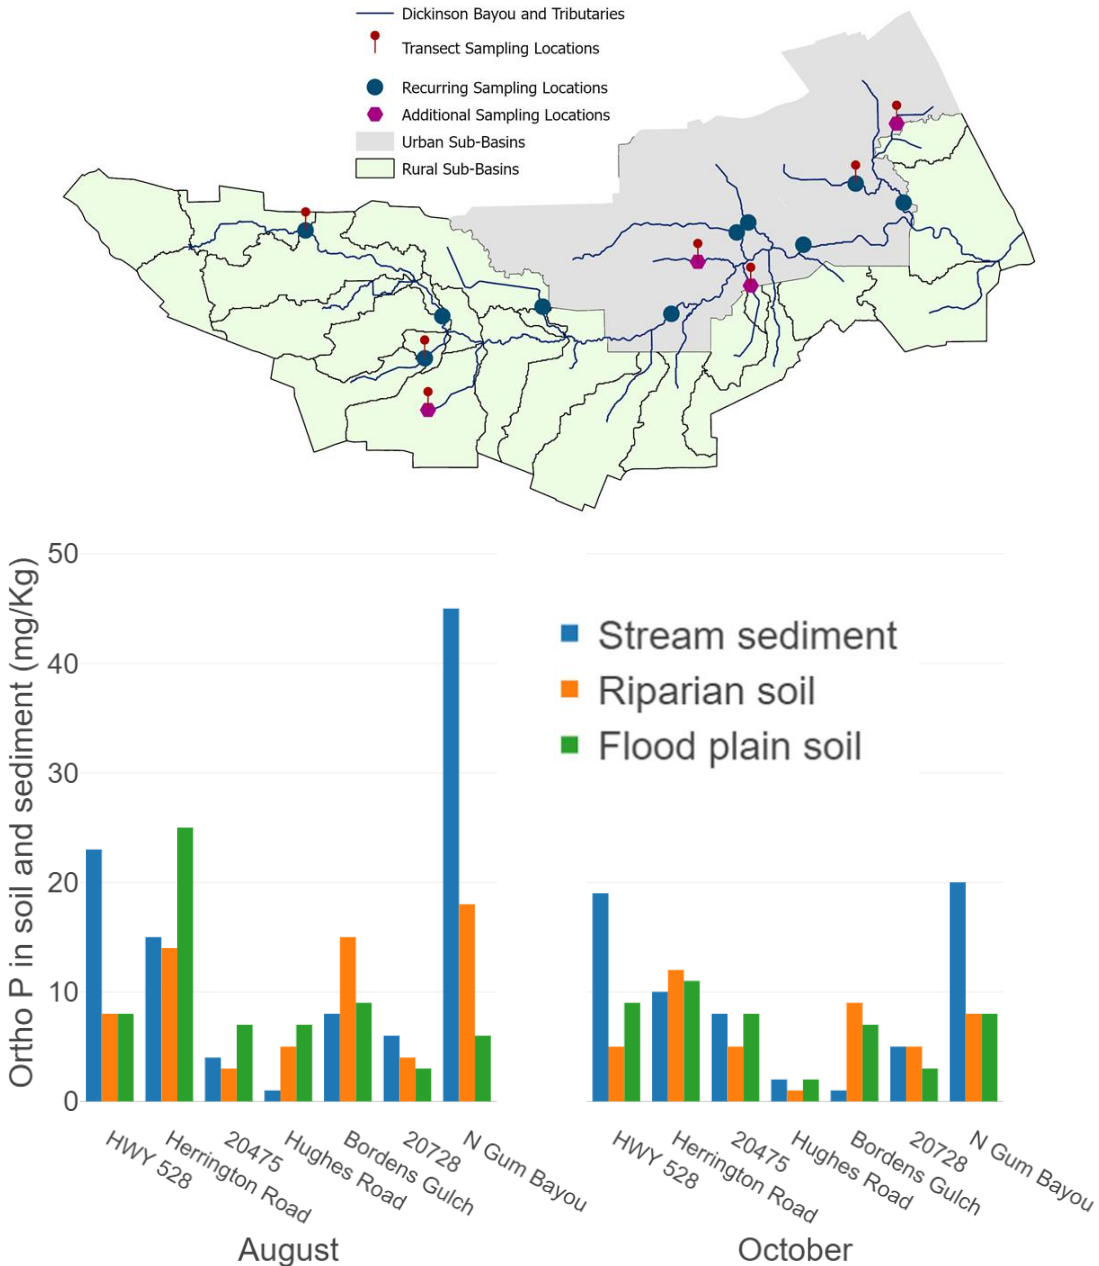 Dickinson Bayou and Tributaries
Transect Sampling Locations
Recurring Sampling Locations
Additional Sampling Locations
Urban Sub-Basins
Rural Sub-Basins
Ortho P in soil and sediment (mg/Kg)
50
40
30
20
10
0
Stream sediment
Riparian soil
Flood plain soil
HWY 528
Herrington Road
20475
Hughes Road
Bordens Gulch
20728
N Gum Bayou
HWY 528
Herrington Road
20475
Hughes Road
Bordens Gulch
20728
N Gum Bayou
August
October